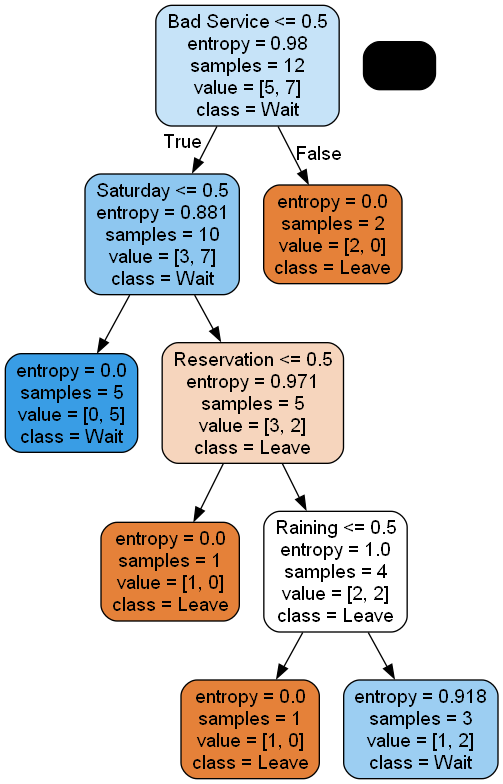 Bad Service <= 0.5
entropy = 0.98
samples = 12
value = [5, 7]
class = Wait
True
False
Saturday <= 0.5
entropy = 0.881
samples = 10
value = [3, 7]
class = Wait
entropy = 0.0
samples = 2
value = [2, 0]
class = Leave
entropy = 0.0
samples = 5
value = [0, 5]
class = Wait
Reservation <= 0.5
entropy = 0.971
samples = 5
value = [3, 2]
class = Leave
entropy = 0.0
samples = 1
value = [1, 0]
class = Leave
Raining <= 0.5
entropy = 1.0
samples = 4
value = [2, 2]
class = Leave
entropy = 0.0
samples = 1
value = [1, 0]
class = Leave
entropy = 0.918
samples = 3
value = [1, 2]
class = Wait